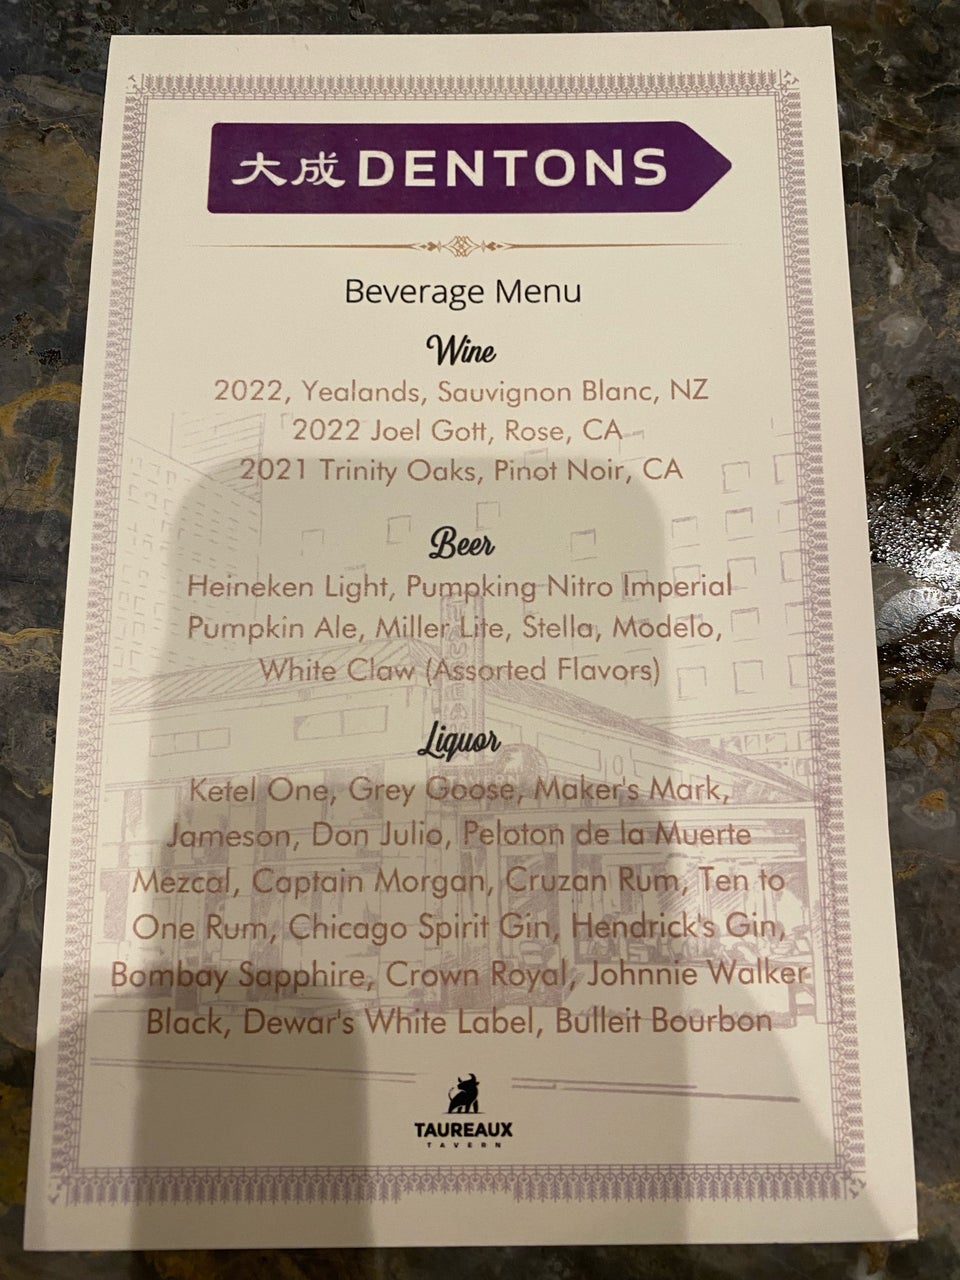 大成 DENTONS
Beverage Menu
Wine
2022, Yealands, Sauvignon Blanc, NZ
2022 Joel Gott, Rose, CA
2021 Trinity Oaks, Pinot Noir, CA
Beer
Heineken Light, Pumpking Nitro Imperial
Pumpkin Ale, Miller Lite, Stella, Modelo,
White Claw (Assorted Flavors)
Liquor
Ketel One, Grey Goose, Maker's Mark,
Jameson, Don Julio, Peloton de la Muerte
Mezcal, Captain Morgan, Cruzan Rum, Ten to
One Rum, Chicago Spirit Gin, Hendrick's Gin,
Bombay Sapphire, Crown Royal, Johnnie Walker
Black, Dewar's White Label, Bulleit Bourbon
TAUREAUX
TAVERN